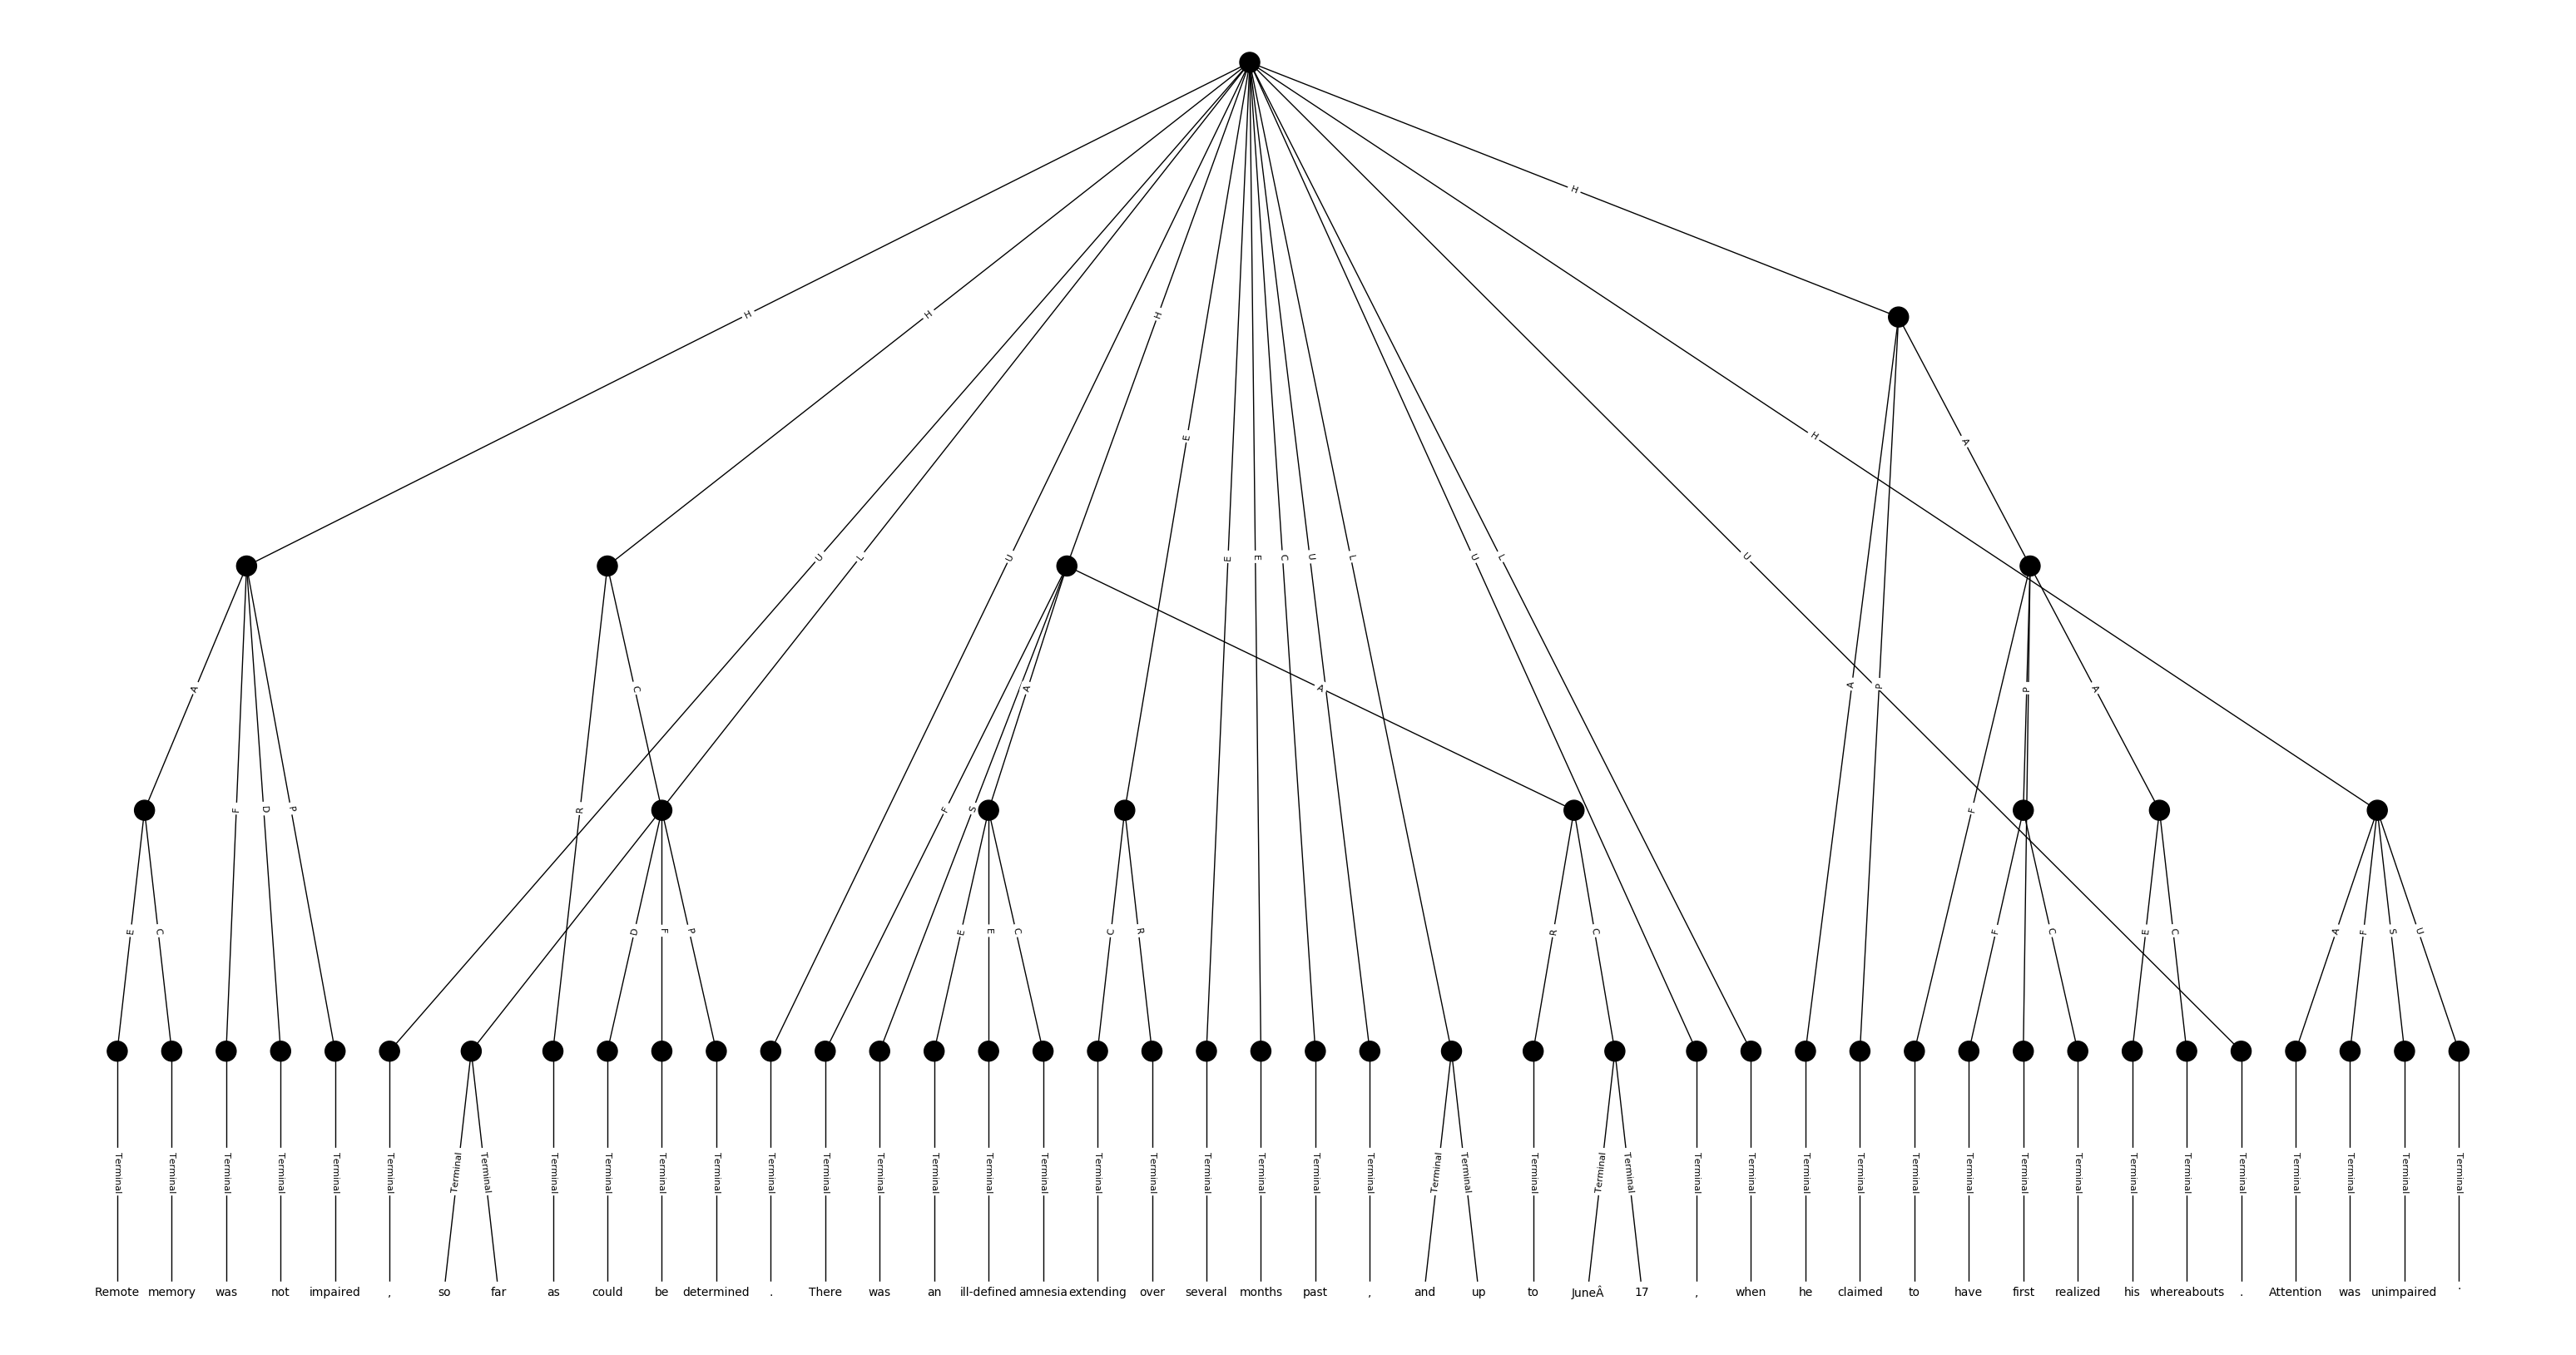 H
H
H
H
E
A
H
U
L
U
E
E
C
U
L
U
L
U
A
C
A
A
A
P
P
A
F
D
P
R
F
S
F
E
C
D
F
P
E
E
C
C
R
R
C
F
C
E
C
A
F
S
U
Terminal Terminal Terminal Terminal Terminal Terminal Terminal Terminal Terminal Terminal Terminal Terminal Terminal Terminal Terminal Terminal Terminal Terminal Terminal Terminal Terminal Terminal Terminal Terminal Terminal Terminal Terminal Terminal Terminal Terminal Terminal Terminal Terminal Terminal Terminal Terminal Terminal Terminal Terminal Terminal Terminal Terminal Terminal Terminal
Remote memory was not impaired , so far as could be determined . There was an ill-defined amnesia extending over several months past , and up to JuneÂ 17 , when he claimed to have first realized his whereabouts . Attention was unimpaired .